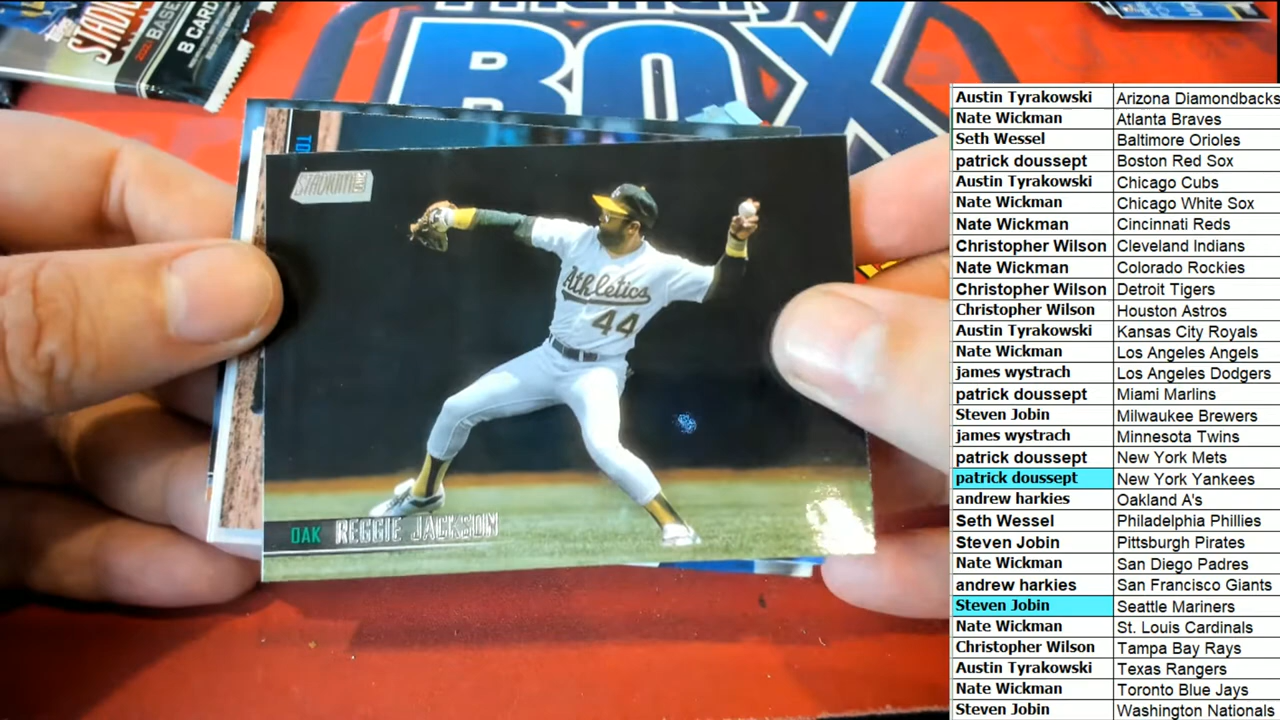 BOX
8 CARD
STADIUM CLUB
Athletics
44
OAK REGGIE JACKSON
Austin Tyrakowski Arizona Diamondbacks
Nate Wickman Atlanta Braves
Seth Wessel Baltimore Orioles
patrick doussept Boston Red Sox
Austin Tyrakowski Chicago Cubs
Nate Wickman Chicago White Sox
Nate Wickman Cincinnati Reds
Christopher Wilson Cleveland Indians
Nate Wickman Colorado Rockies
Christopher Wilson Detroit Tigers
Christopher Wilson Houston Astros
Austin Tyrakowski Kansas City Royals
Nate Wickman Los Angeles Angels
james wystrach Los Angeles Dodgers
patrick doussept Miami Marlins
Steven Jobin Milwaukee Brewers
james wystrach Minnesota Twins
patrick doussept New York Mets
patrick doussept New York Yankees
andrew harkies Oakland A's
Seth Wessel Philadelphia Phillies
Steven Jobin Pittsburgh Pirates
Nate Wickman San Diego Padres
andrew harkies San Francisco Giants
Steven Jobin Seattle Mariners
Nate Wickman St. Louis Cardinals
Christopher Wilson Tampa Bay Rays
Austin Tyrakowski Texas Rangers
Nate Wickman Toronto Blue Jays
Steven Jobin Washington Nationals